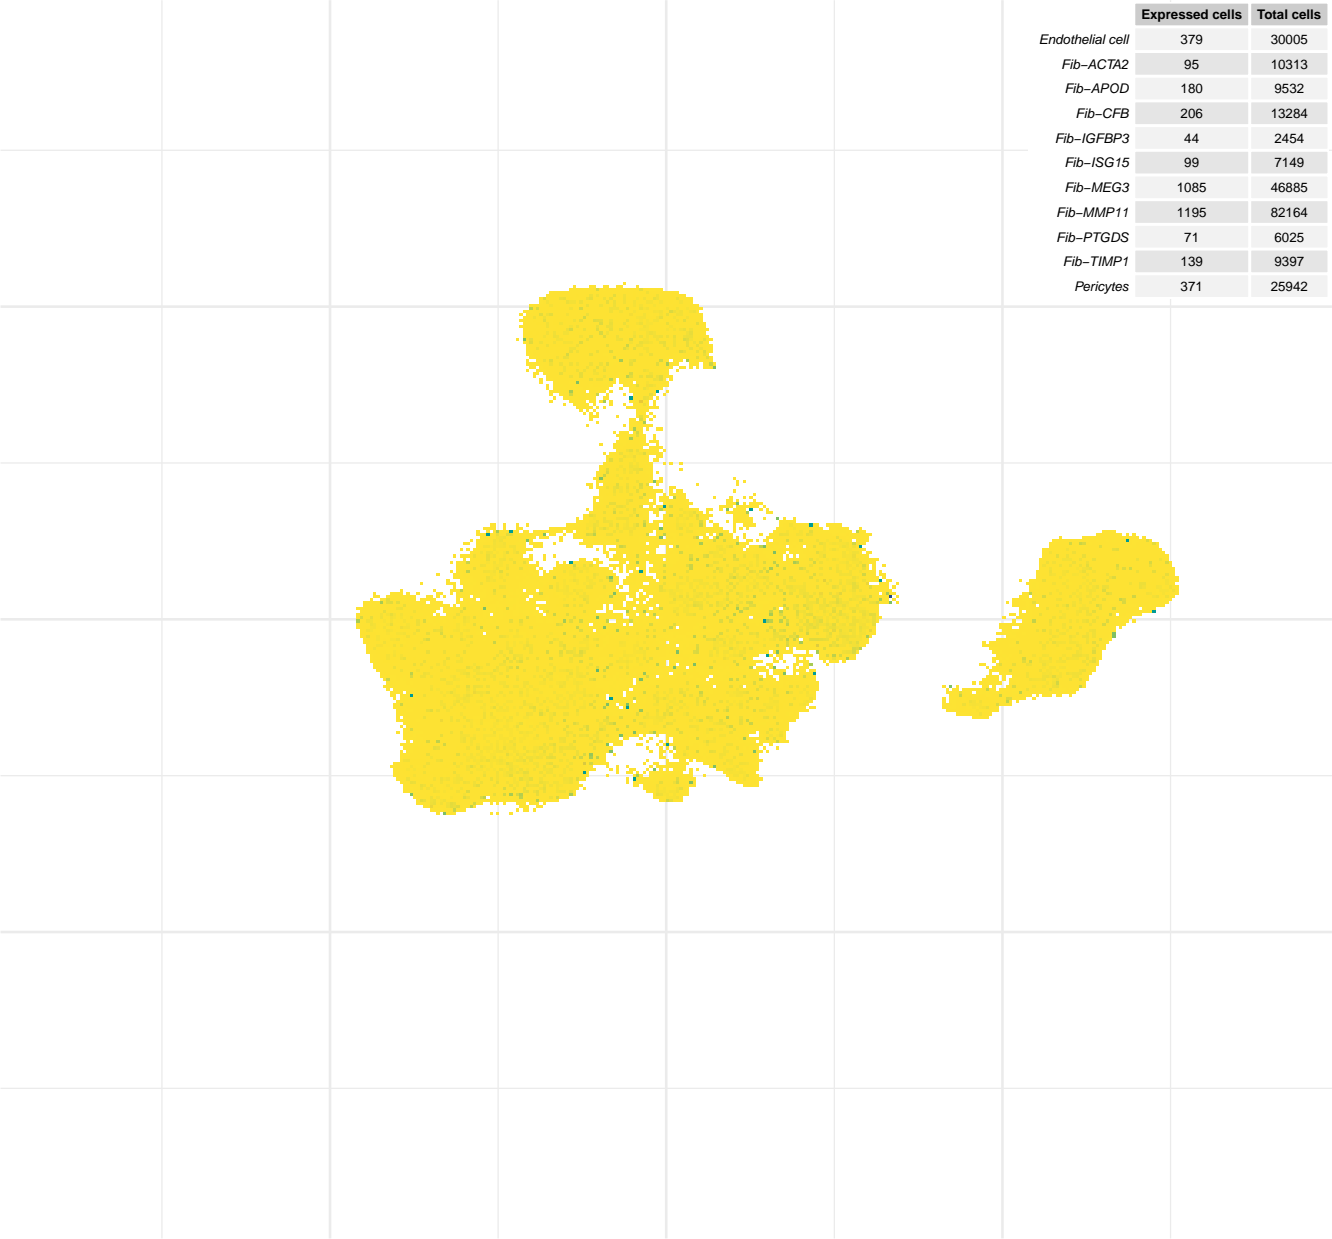 Expressed cells Total cells
Endothelial cell 379 30005
Fib−ACTA2 95 10313
Fib−APOD 180 9532
Fib−CFB 206 13284
Fib−IGFBP3 44 2454
Fib−ISG15 99 7149
Fib−MEG3 1085 46885
Fib−MMP11 1195 82164
Fib−PTGDS 71 6025
Fib−TIMP1 139 9397
Pericytes 371 25942